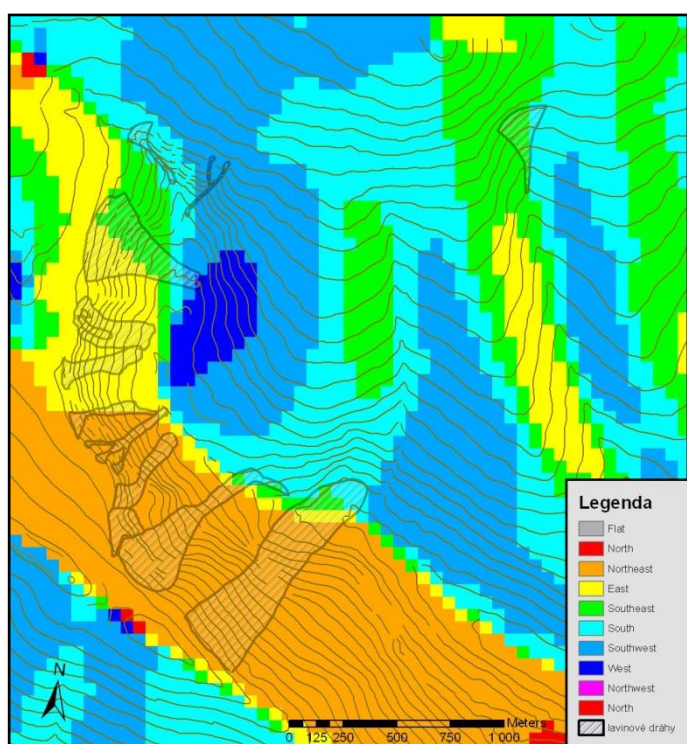 Legenda
Flat
North
Northeast
East
Southeast
South
Southwest
West
Northwest
North
lavinové dráhy
N
Meters
0 125 250 500 750 1 000